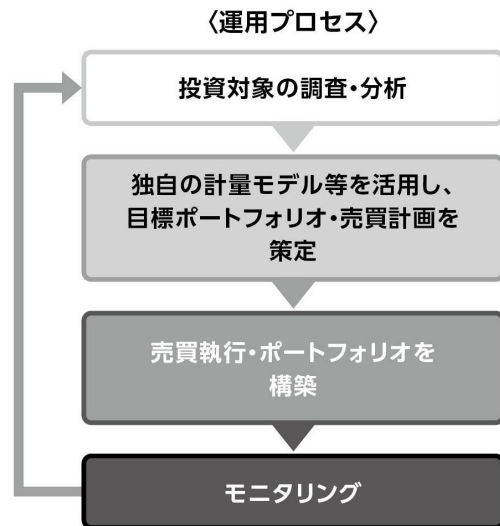 〈運用プロセス〉
投資対象の調査・分析
独自の計量モデル等を活用し、
目標ポートフォリオ・売買計画を
策定
売買執行・ポートフォリオを
構築
モニタリング